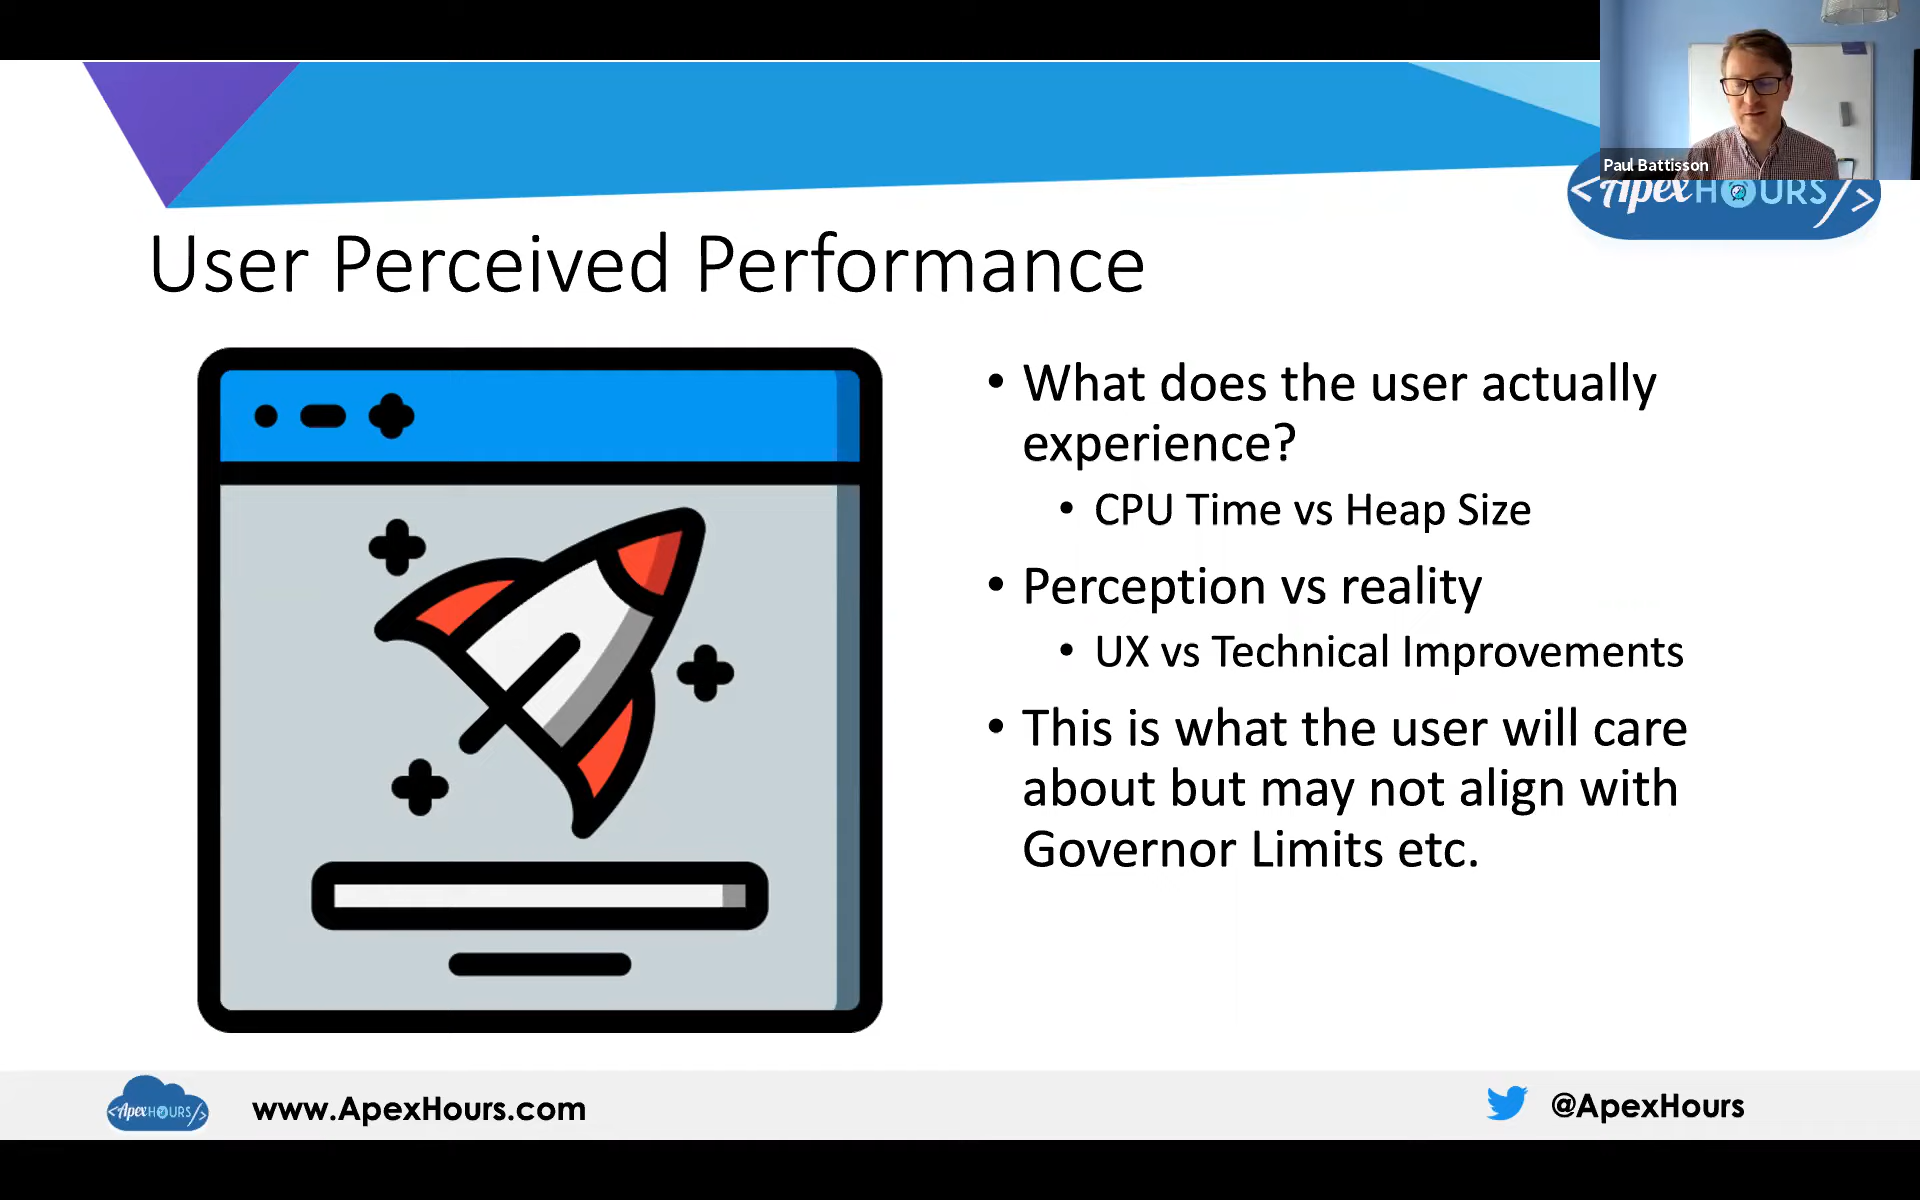 Paul Battisson
<ApexHOURS/>
User Perceived Performance
• What does the user actually
experience?
• CPU Time vs Heap Size
• Perception vs reality
• UX vs Technical Improvements
• This is what the user will care
about but may not align with
Governor Limits etc.
<ApexHOURS/>
www.ApexHours.com
@ApexHours